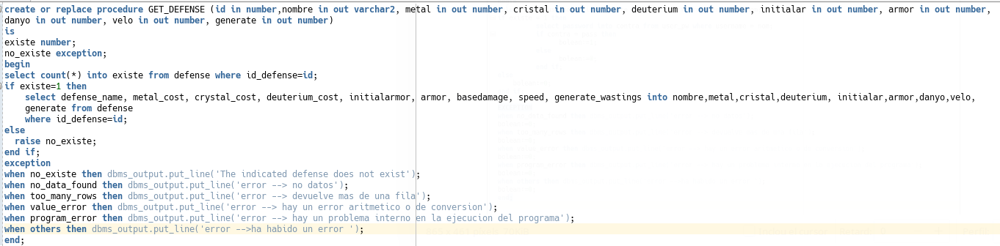 create or replace procedure GET_DEFENSE (id in number,nombre in out varchar2, metal in out number, cristal in out number, deuterium in out number, initialar in out number, armor in out number,
danyo in out number, velo in out number, generate in out number)
is
existe number;
no_existe exception;
begin
select count(*) into existe from defense where id_defense=id;
if existe=1 then
    select defense_name, metal_cost, crystal_cost, deuterium_cost, initialarmor, armor, basedamage, speed, generate_wastings into nombre,metal,cristal,deuterium, initialar,armor,danyo,velo,
    generate from defense
    where id_defense=id;
else
  raise no_existe;
end if;
exception
when no_existe then dbms_output.put_line('The indicated defense does not exist');
when no_data_found then dbms_output.put_line('error --> no datos');
when too_many_rows then dbms_output.put_line('error --> devuelve mas de una fila');
when value_error then dbms_output.put_line('error --> hay un error aritmetico o de conversion');
when program_error then dbms_output.put_line('error --> hay un problema interno en la ejecucion del programa');
when others then dbms_output.put_line('error -->ha habido un error ');
end;